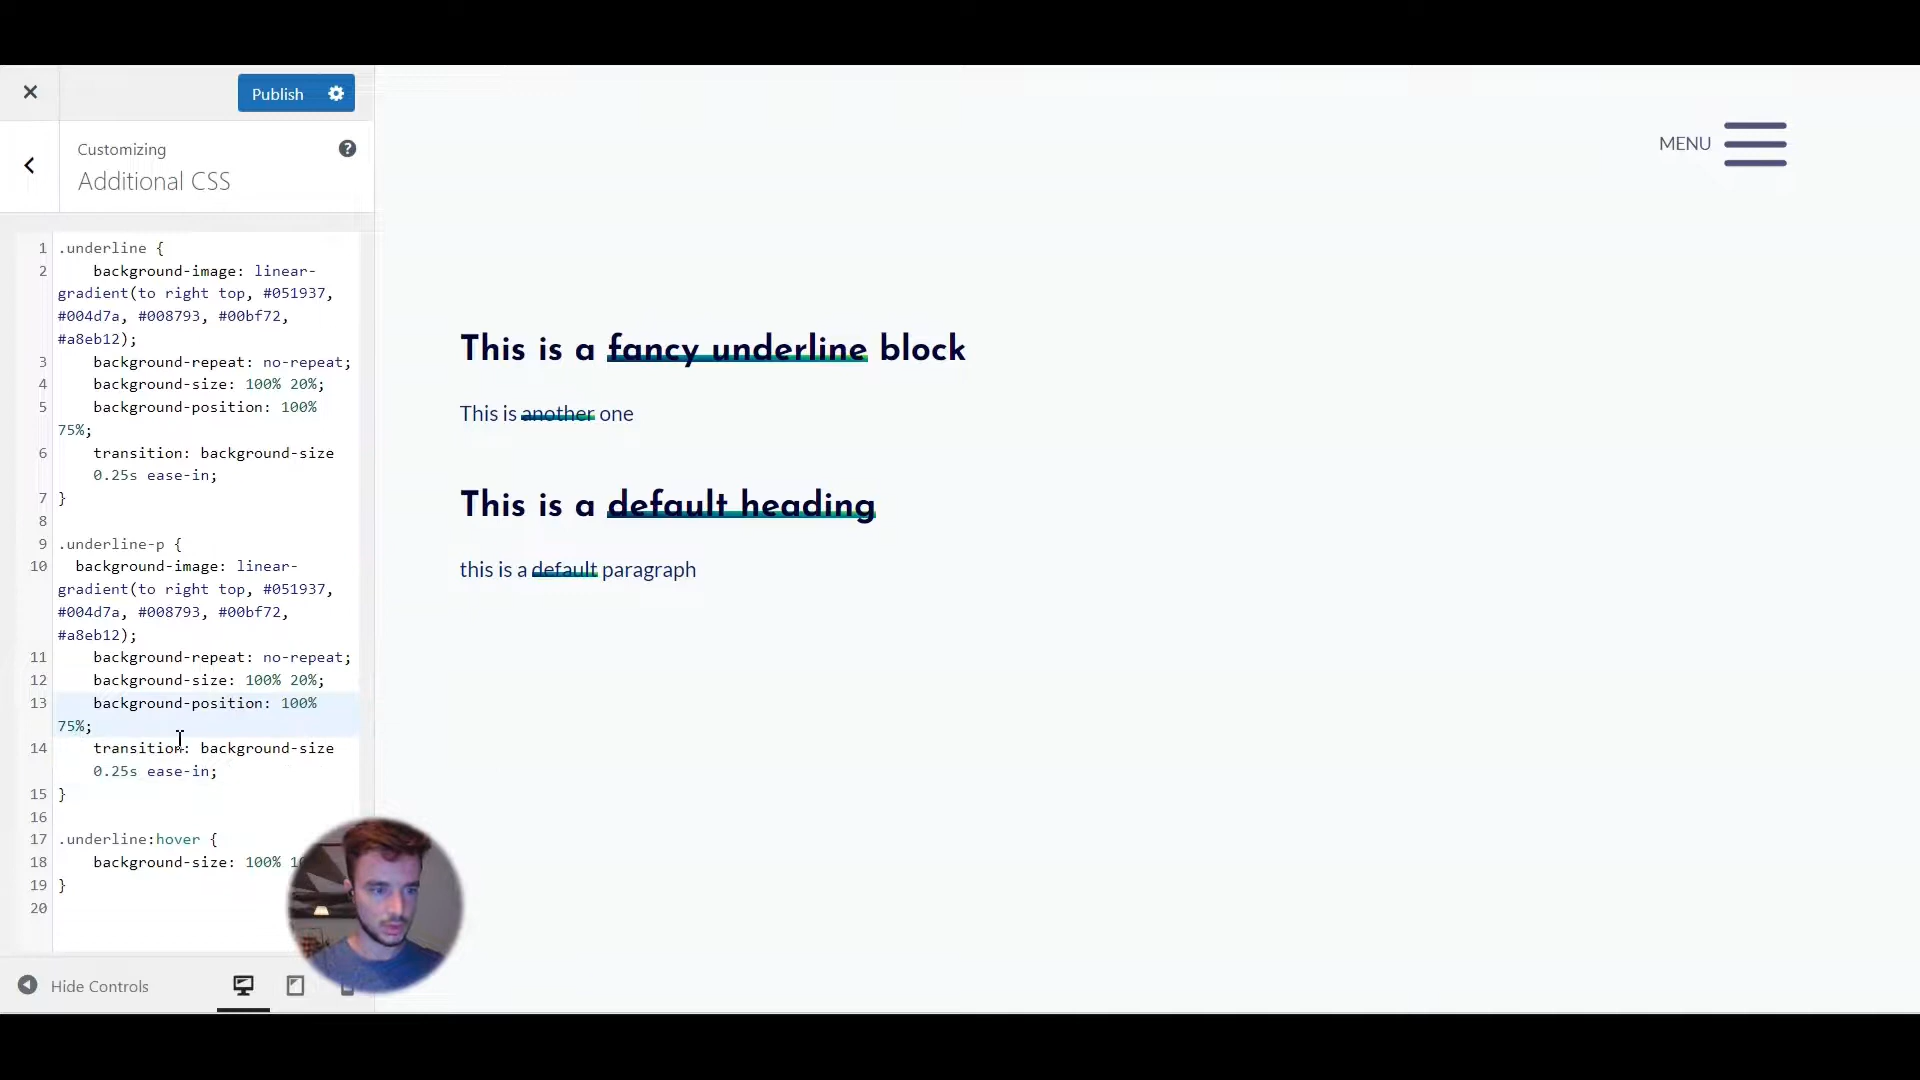 Publish
Customizing
Additional CSS
MENU
1 .underline {
2 background-image: linear-
gradient(to right top, #051937,
#004d7a, #008793, #00bf72,
#a8eb12);
3 background-repeat: no-repeat;
4 background-size: 100% 20%;
5 background-position: 100%
75%;
6 transition: background-size
0.25s ease-in;
7 }
8
9 .underline-p {
10 background-image: linear-
gradient(to right top, #051937,
#004d7a, #008793, #00bf72,
#a8eb12);
11 background-repeat: no-repeat;
12 background-size: 100% 20%;
13 background-position: 100%
75%;
14 transition: background-size
0.25s ease-in;
15 }
16
17 .underline:hover {
18 background-size: 100%
19 }
20
Hide Controls
This is a fancy underline block
This is another one
This is a default heading
this is a default paragraph